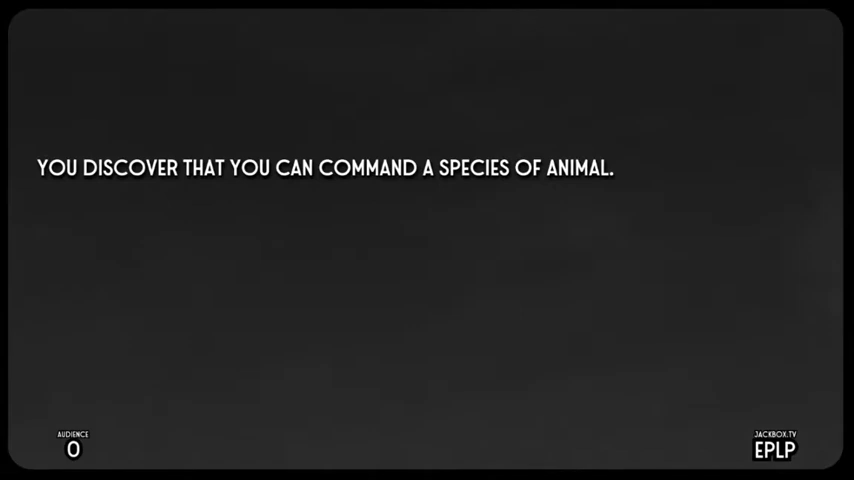 YOU DISCOVER THAT YOU CAN COMMAND A SPECIES OF ANIMAL.
AUDIENCE
0
JACKBOX.TV
EPLP